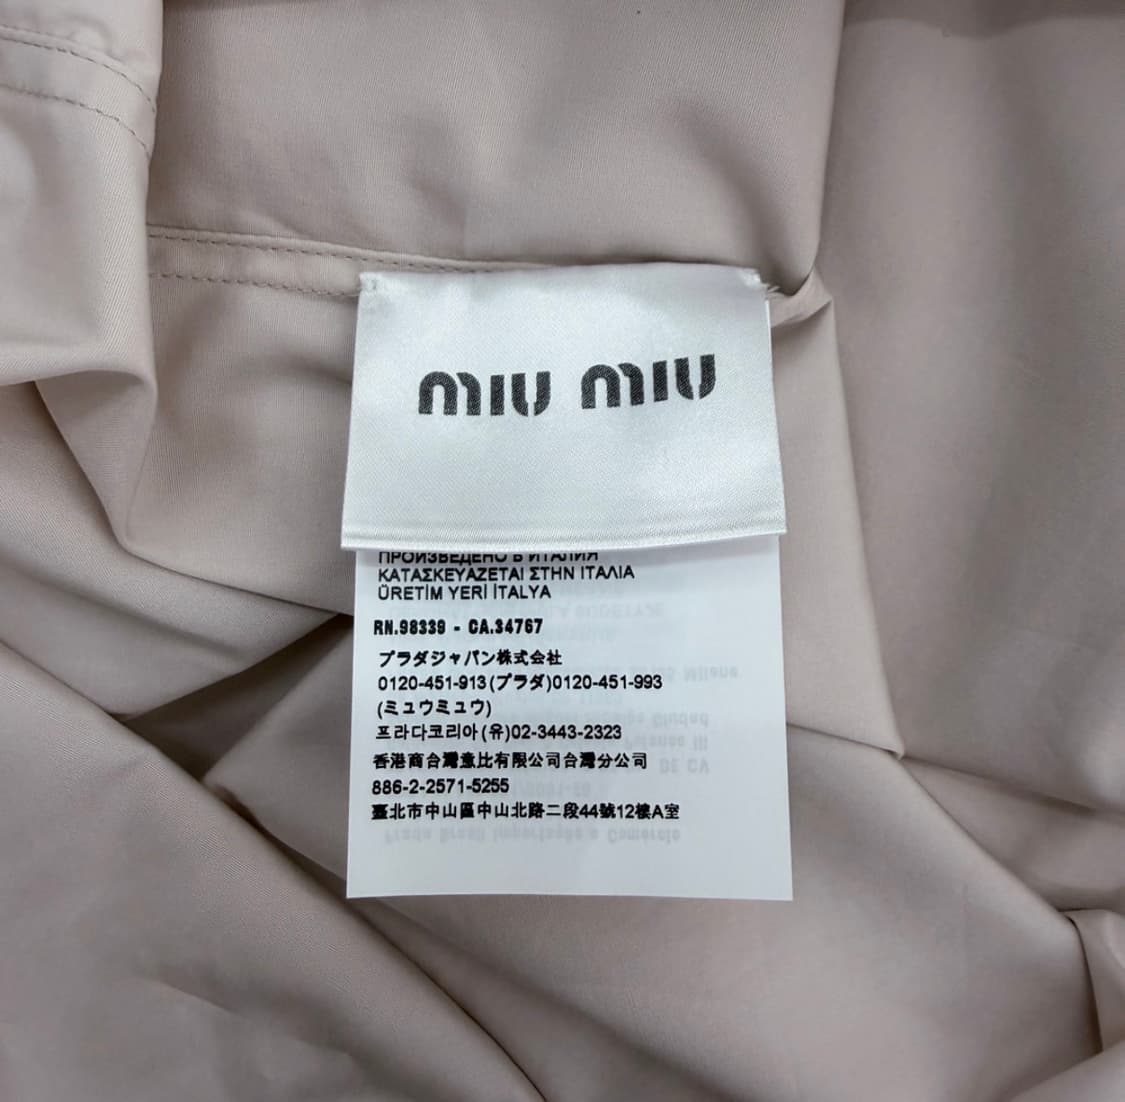 miu miu
ПРОИЗВЕДЕНО В ИТАЛИЯ
ΚΑΤΑΣΚΕΥΑΖΕΤΑΙ ΣΤΗΝ ΙΤΑΛΙΑ
ÜRETİM YERİ İTALYA
RN.98339 - CA.34767
プラダジャパン株式会社
0120-451-913(プラダ)0120-451-993
(ミュウミュウ)
프라다코리아(유)02-3443-2323
香港商台灣意比有限公司台灣分公司
886-2-2571-5255
臺北市中山區中山北路二段44號12樓A室